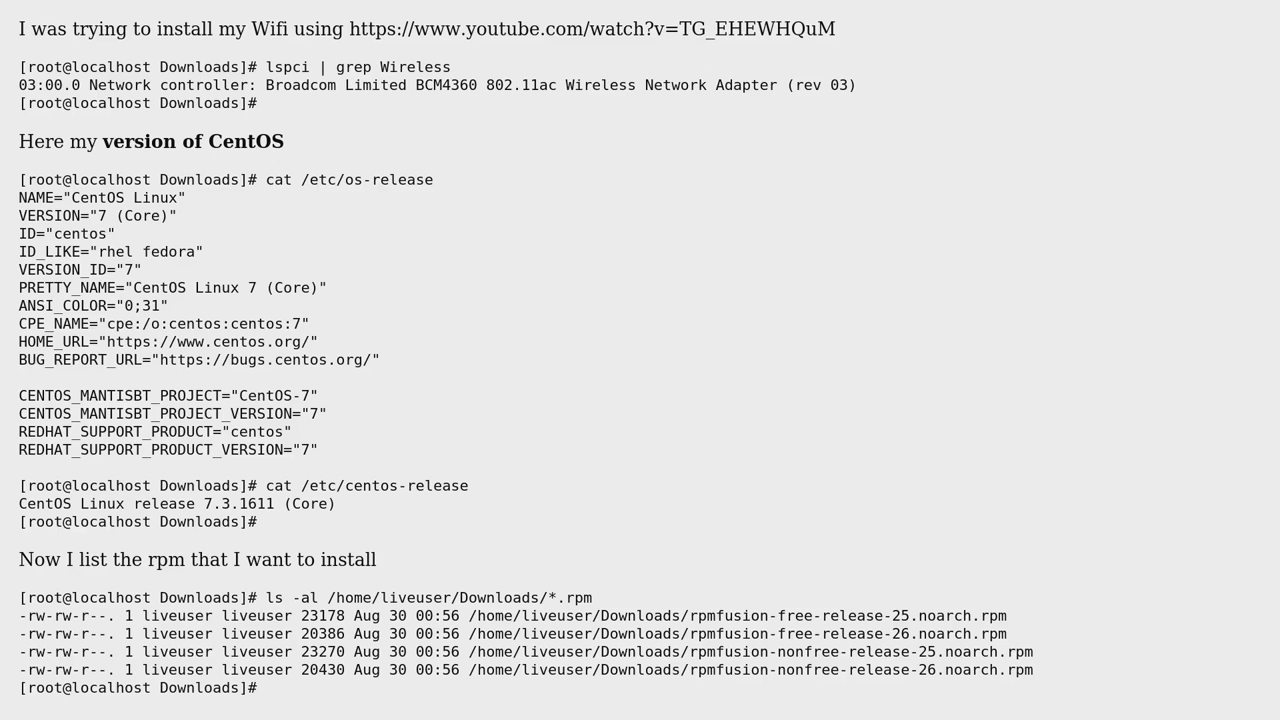 I was trying to install my Wifi using https://www.youtube.com/watch?v=TG_EHEWHQuM
[root@localhost Downloads]# lspci | grep Wireless
03:00.0 Network controller: Broadcom Limited BCM4360 802.11ac Wireless Network Adapter (rev 03)
[root@localhost Downloads]#
Here my version of CentOS
[root@localhost Downloads]# cat /etc/os-release
NAME="CentOS Linux"
VERSION="7 (Core)"
ID="centos"
ID_LIKE="rhel fedora"
VERSION_ID="7"
PRETTY_NAME="CentOS Linux 7 (Core)"
ANSI_COLOR="0;31"
CPE_NAME="cpe:/o:centos:centos:7"
HOME_URL="https://www.centos.org/"
BUG_REPORT_URL="https://bugs.centos.org/"
CENTOS_MANTISBT_PROJECT="CentOS-7"
CENTOS_MANTISBT_PROJECT_VERSION="7"
REDHAT_SUPPORT_PRODUCT="centos"
REDHAT_SUPPORT_PRODUCT_VERSION="7"
[root@localhost Downloads]# cat /etc/centos-release
CentOS Linux release 7.3.1611 (Core)
[root@localhost Downloads]#
Now I list the rpm that I want to install
[root@localhost Downloads]# ls -al /home/liveuser/Downloads/*.rpm
-rw-rw-r--. 1 liveuser liveuser 23178 Aug 30 00:56 /home/liveuser/Downloads/rpmfusion-free-release-25.noarch.rpm
-rw-rw-r--. 1 liveuser liveuser 20386 Aug 30 00:56 /home/liveuser/Downloads/rpmfusion-free-release-26.noarch.rpm
-rw-rw-r--. 1 liveuser liveuser 23270 Aug 30 00:56 /home/liveuser/Downloads/rpmfusion-nonfree-release-25.noarch.rpm
-rw-rw-r--. 1 liveuser liveuser 20430 Aug 30 00:56 /home/liveuser/Downloads/rpmfusion-nonfree-release-26.noarch.rpm
[root@localhost Downloads]#